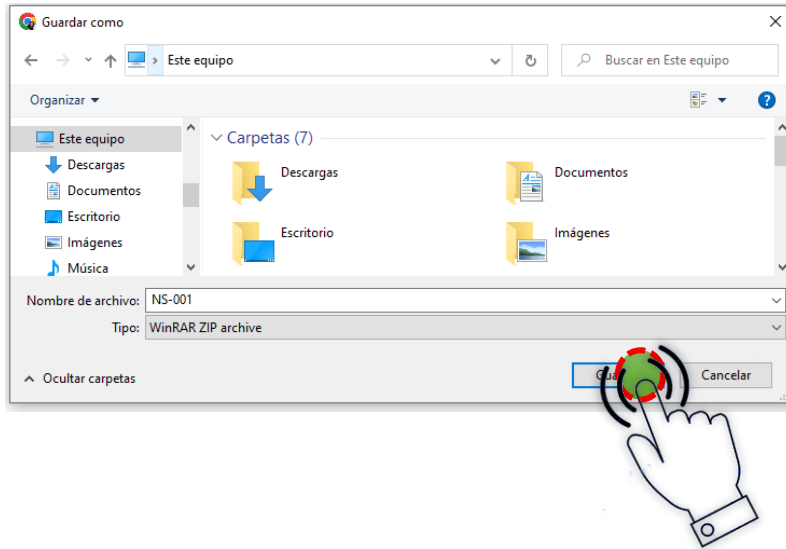 Guardar como
Este equipo
Buscar en Este equipo
Organizar
Este equipo
Descargas
Documentos
Escritorio
Imágenes
Música
Carpetas (7)
Descargas
Documentos
Escritorio
Imágenes
Nombre de archivo: NS-001
Tipo: WinRAR ZIP archive
Ocultar carpetas
Cancelar